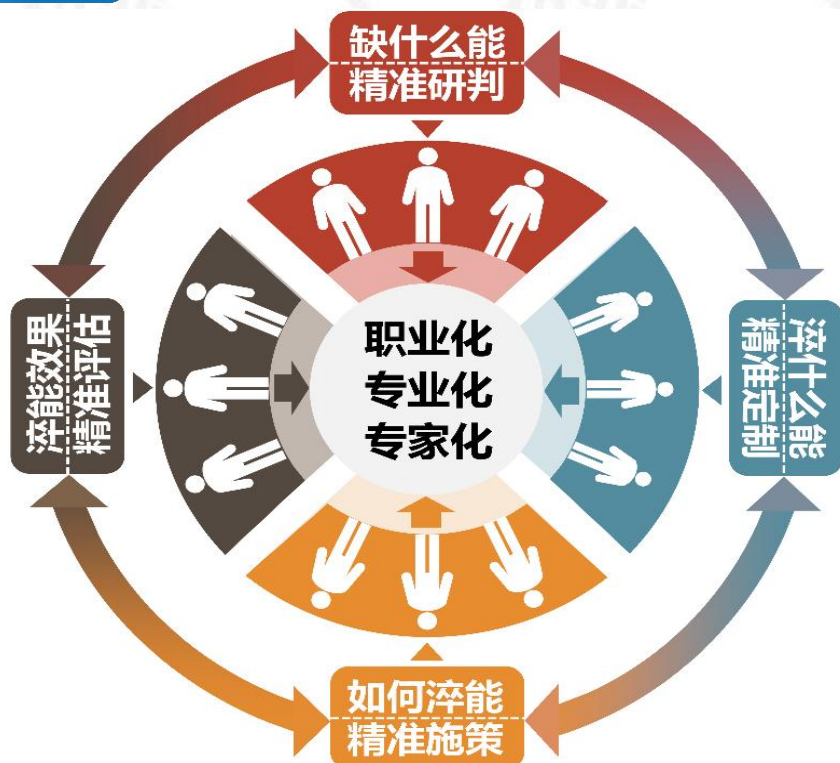 缺什么能
精准研判
淬什么能
精准定制
如何淬能
精准施策
淬能效果
精准评估
职业化
专业化
专家化